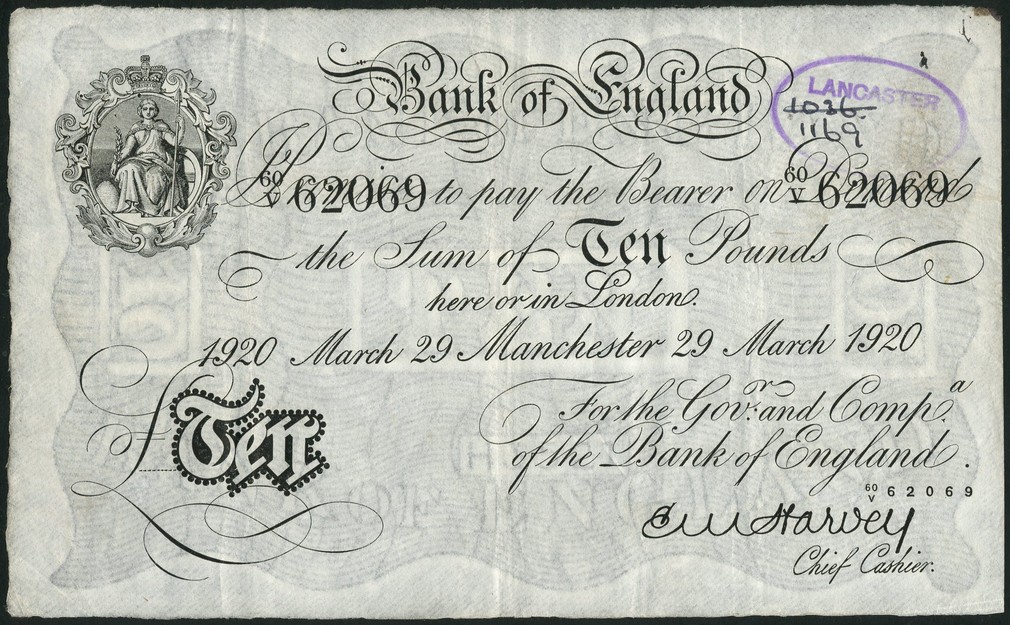 Bank of England
LANCASTER
1036
1169
60/V 62069 Promise to pay the Bearer on Demand 60/V 62069
the Sum of Ten Pounds
here or in London.
1920 March 29 Manchester 29 March 1920
For the Govr: and Compa.
£ Ten
of the Bank of England.
60/V 62069
E M Harvey
Chief Cashier.